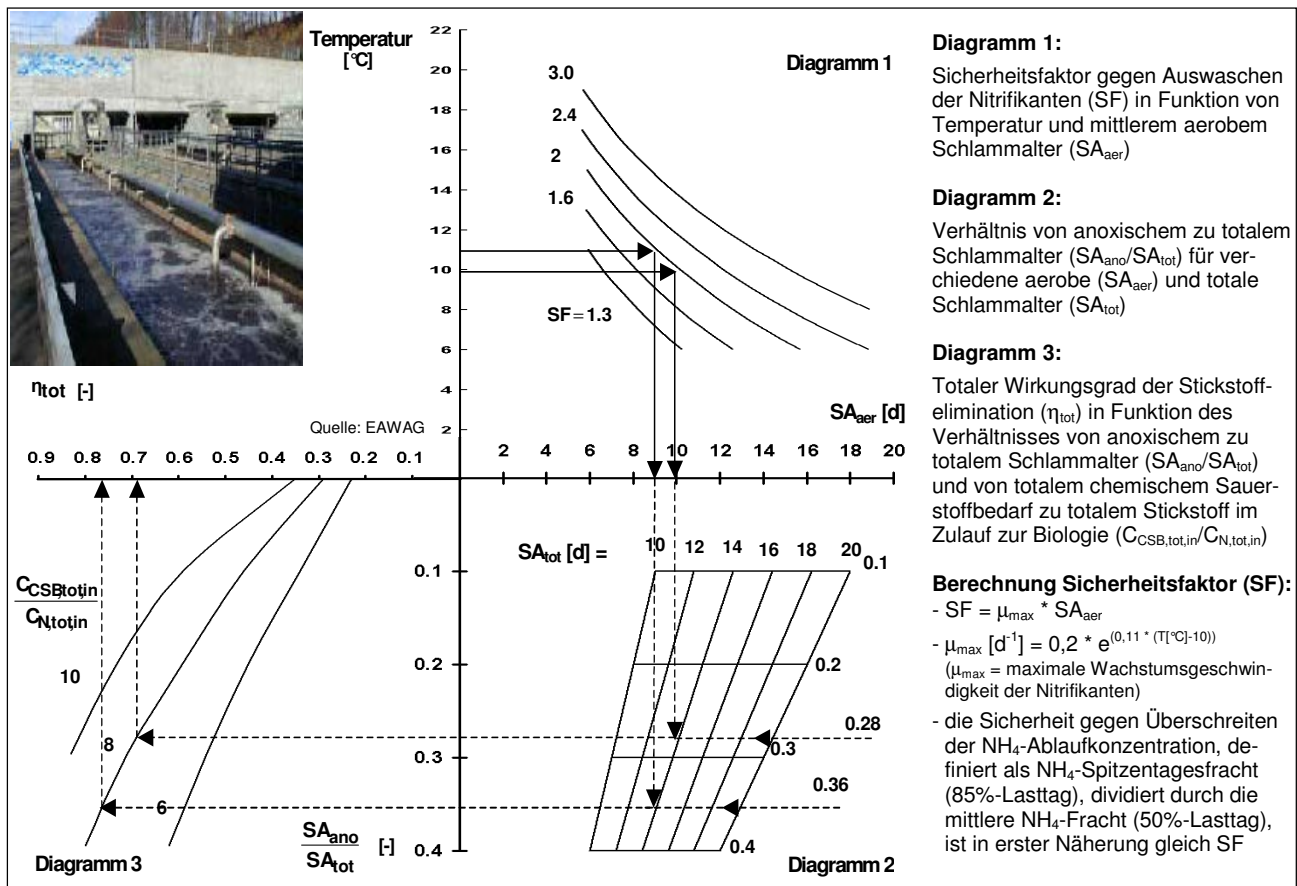 Temperatur
[°C]
Diagramm 1
22
20
18
16
14
12
10
8
6
4
2
3.0
2.4
2
1.6
SF=1.3
SA_aer [d]
2 4 6 8 10 12 14 16 18 20
η_tot [-]
Quelle: EAWAG
0.9 0.8 0.7 0.6 0.5 0.4 0.3 0.2 0.1
C_CSB,tot,in
C_N,tot,in
10
8
6
Diagramm 3
SA_ano
SA_tot
[-]
0.1
0.2
0.3
0.4
SA_tot [d] =
10 12 14 16 18 20
0.1
0.2
0.28
0.3
0.36
0.4
Diagramm 2
Diagramm 1:
Sicherheitsfaktor gegen Auswaschen
der Nitrifikanten (SF) in Funktion von
Temperatur und mittlerem aerobem
Schlammalter (SA_aer)
Diagramm 2:
Verhältnis von anoxischem zu totalem
Schlammalter (SA_ano/SA_tot) für ver-
chiedene aerobe (SA_aer) und totale
Schlammalter (SA_tot)
Diagramm 3:
Totaler Wirkungsgrad der Stickstoff-
elimination (η_tot) in Funktion des
Verhältnisses von anoxischem zu
totalem Schlammalter (SA_ano/SA_tot)
und von totalem chemischem Sauer-
stoffbedarf zu totalem Stickstoff im
Zulauf zur Biologie (C_CSB,tot,in/C_N,tot,in)
Berechnung Sicherheitsfaktor (SF):
- SF = μ_max * SA_aer
- μ_max [d^-1] = 0,2 * e^(0,11 * (T[°C]-10))
(μ_max = maximale Wachstumsgeschwin-
digkeit der Nitrifikanten)
- die Sicherheit gegen Überschreiten
der NH₄-Ablaufkonzentration, de-
finiert als NH₄-Spitzentagesfracht
(85%-Lasttag), dividiert durch die
mittlere NH₄-Fracht (50%-Lasttag),
ist in erster Näherung gleich SF